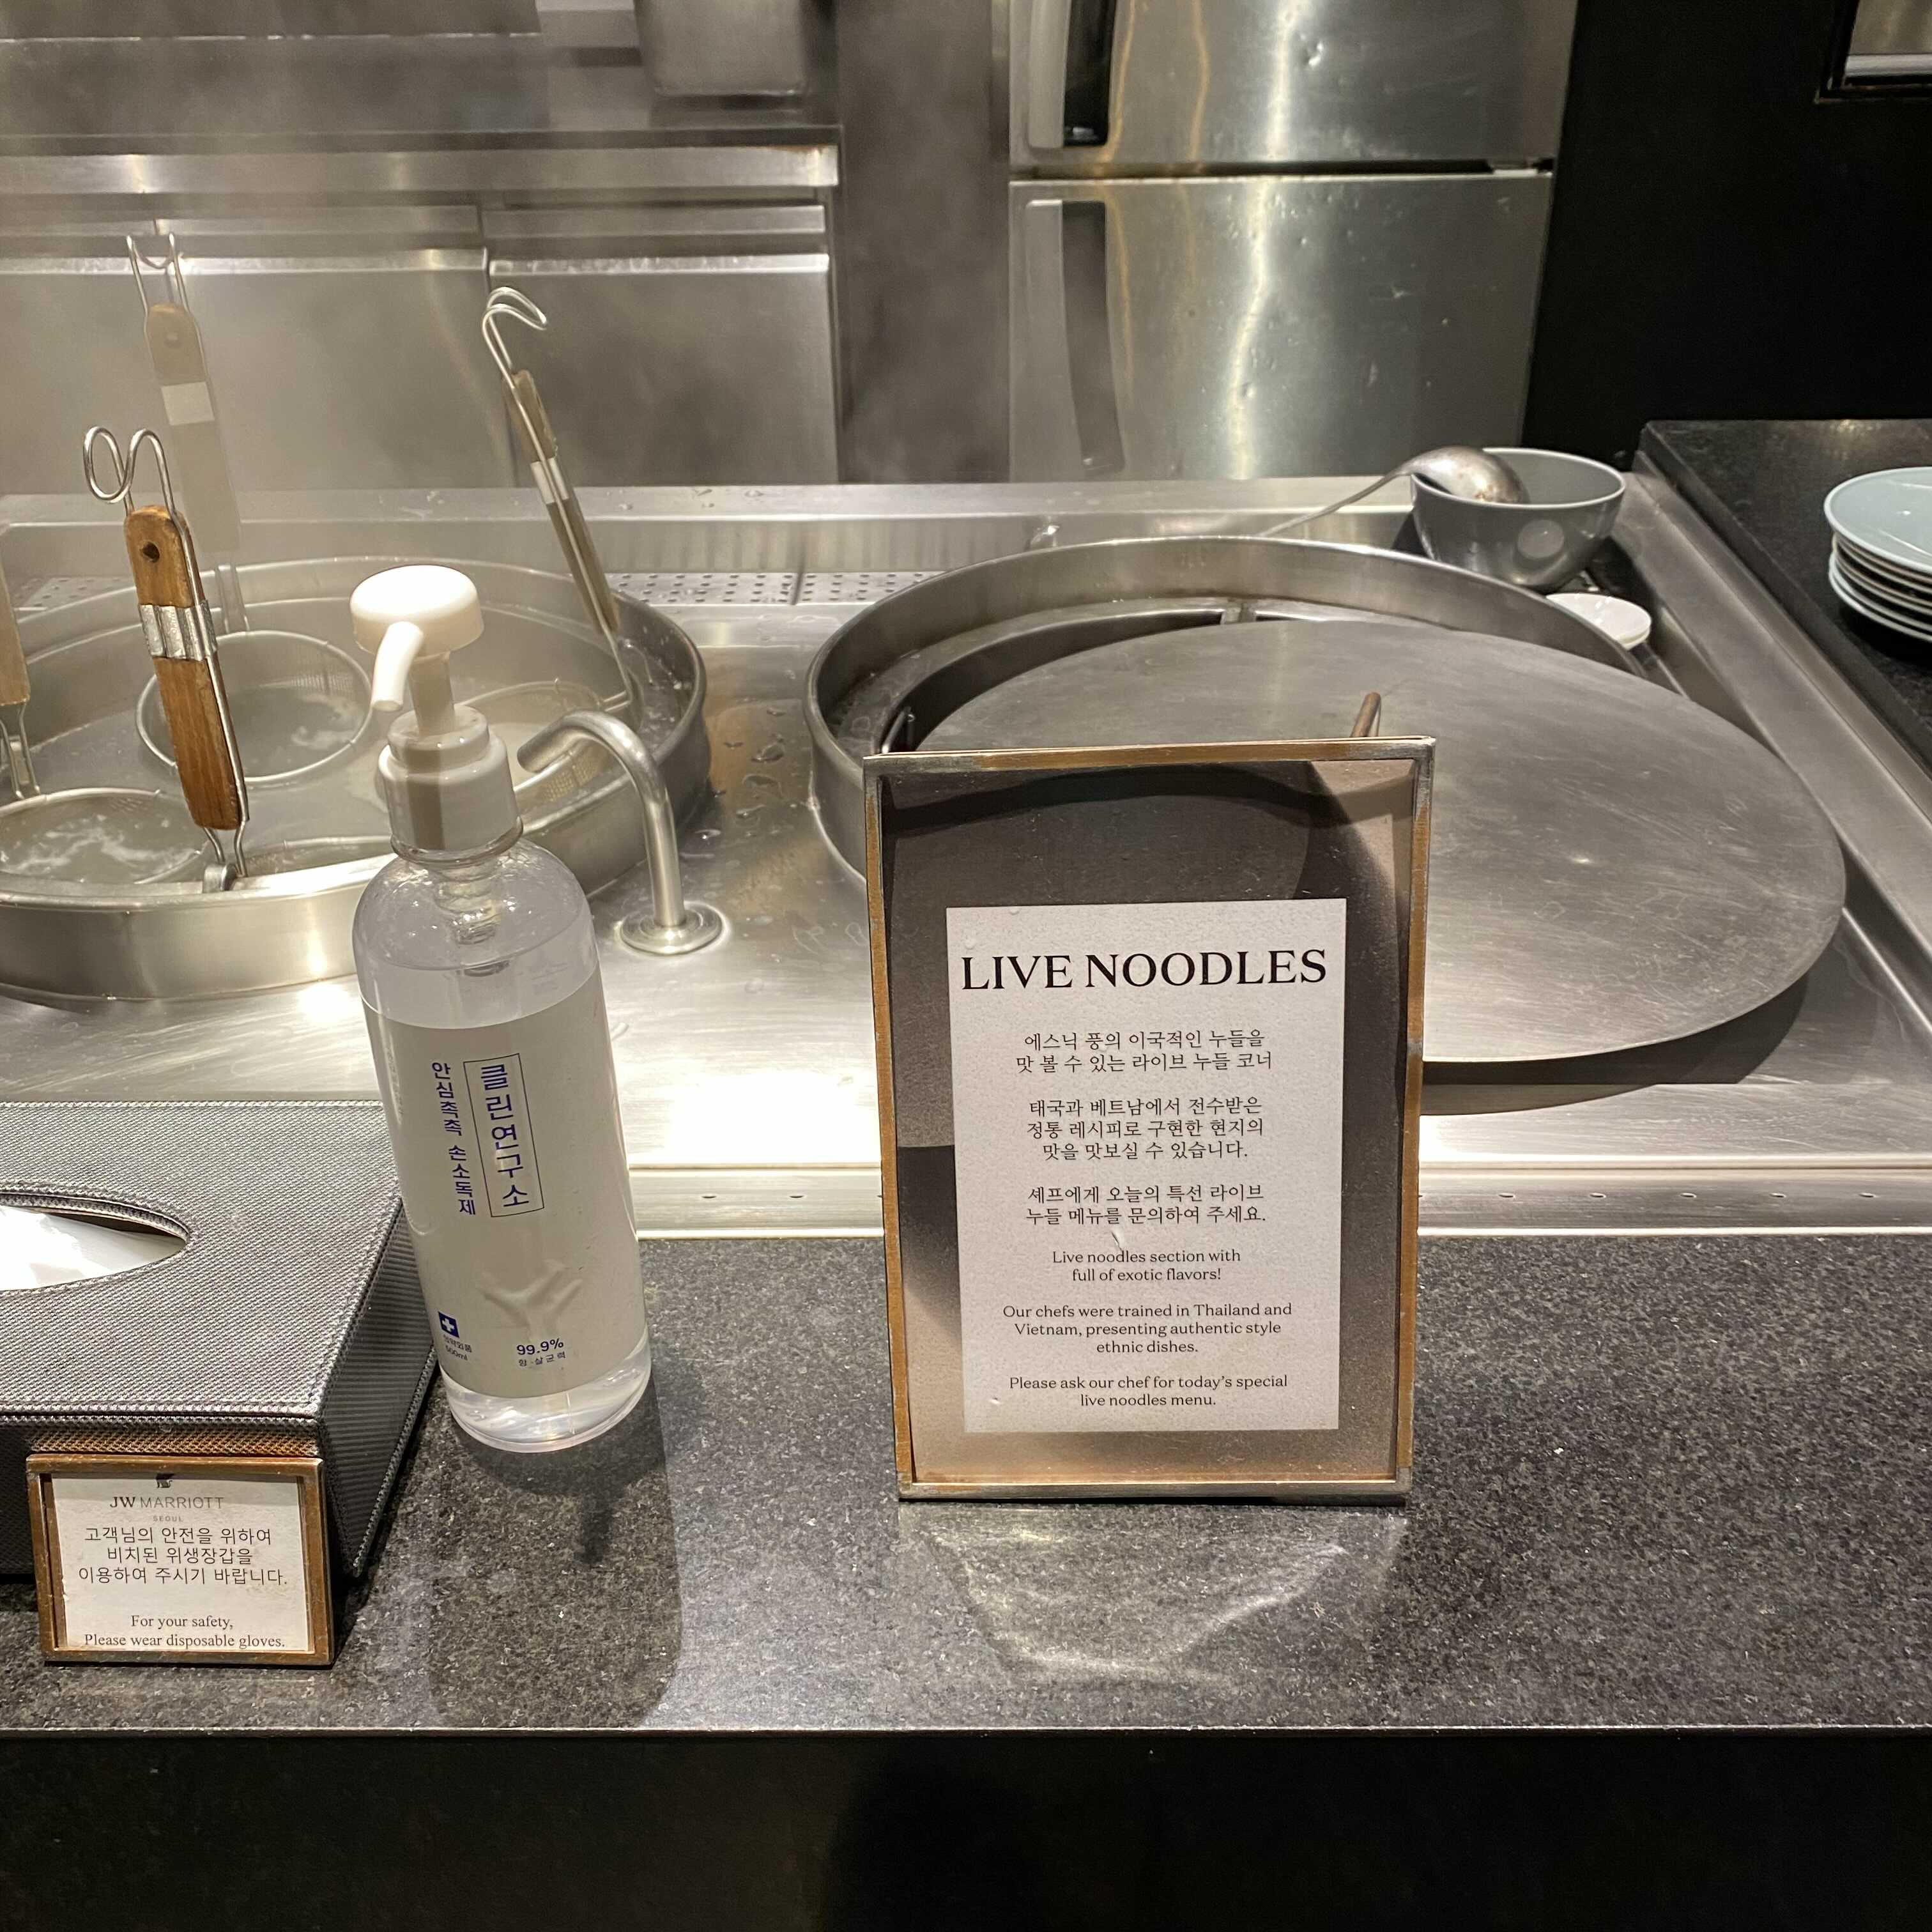 LIVE NOODLES
에스닉 풍의 이국적인 누들을
맛 볼 수 있는 라이브 누들 코너
태국과 베트남에서 전수받은
정통 레시피로 구현한 현지의
맛을 맛보실 수 있습니다.
셰프에게 오늘의 특선 라이브
누들 메뉴를 문의하여 주세요.
Live noodles section with
full of exotic flavors!
Our chefs were trained in Thailand and
Vietnam, presenting authentic style
ethnic dishes.
Please ask our chef for today's special
live noodles menu.
클린연구소
안심촉촉 손소독제
500ml
99.9%
항·살균력
JW MARRIOTT
SEOUL
고객님의 안전을 위하여
비치된 위생장갑을
이용하여 주시기 바랍니다.
For your safety,
Please wear disposable gloves.